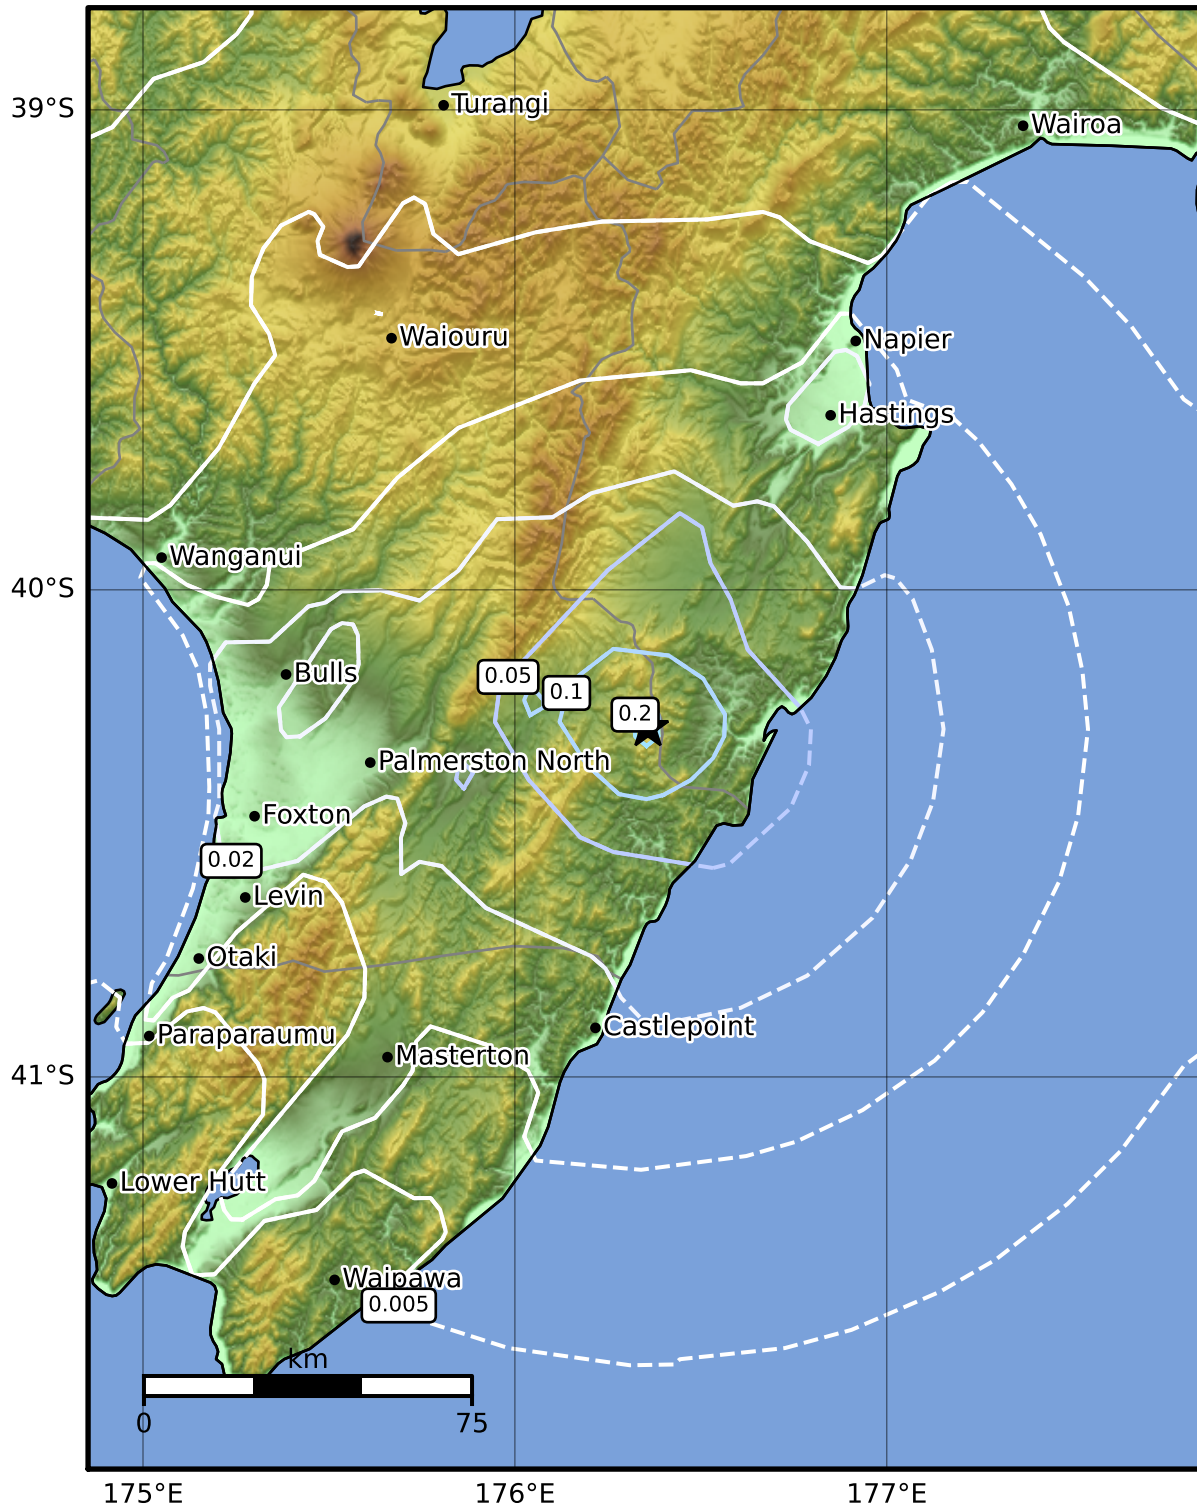 Turangi
39°S
Wairoa
Waiouru
Napier
Hastings
Wanganui
40°S
Bulls
0.05
0.1
0.2
Palmerston North
Foxton
0.02
Levin
Otaki
Castlepoint
Paraparaumu
Masterton
41°S
Lower Hutt
Waipawa
0.005
km
0
75
175°E
176°E
177°E